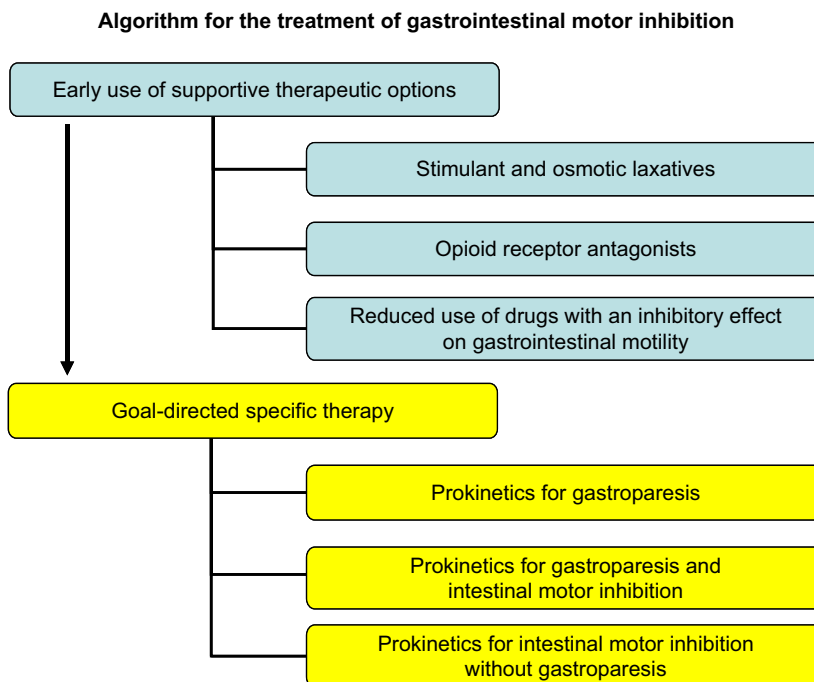 Algorithm for the treatment of gastrointestinal motor inhibition
Early use of supportive therapeutic options
Stimulant and osmotic laxatives
Opioid receptor antagonists
Reduced use of drugs with an inhibitory effect
on gastrointestinal motility
Goal-directed specific therapy
Prokinetics for gastroparesis
Prokinetics for gastroparesis and
intestinal motor inhibition
Prokinetics for intestinal motor inhibition
without gastroparesis